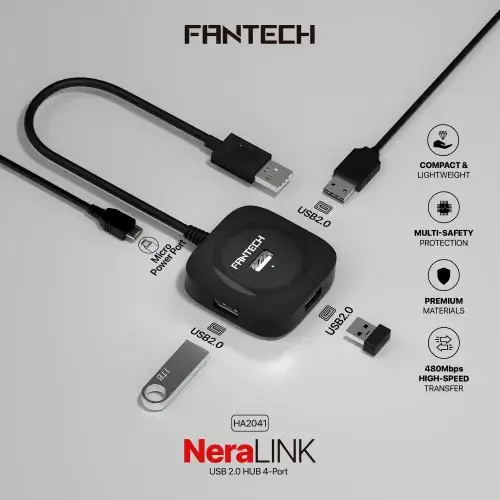 FANTECH
COMPACT &
LIGHTWEIGHT
USB2.0
MULTI-SAFETY
PROTECTION
Micro
Power Port
FANTECH
PREMIUM
MATERIALS
USB2.0
USB2.0
480Mbps
HIGH-SPEED
TRANSFER
1TB
HA2041
NeraLINK
USB 2.0 HUB 4-Port